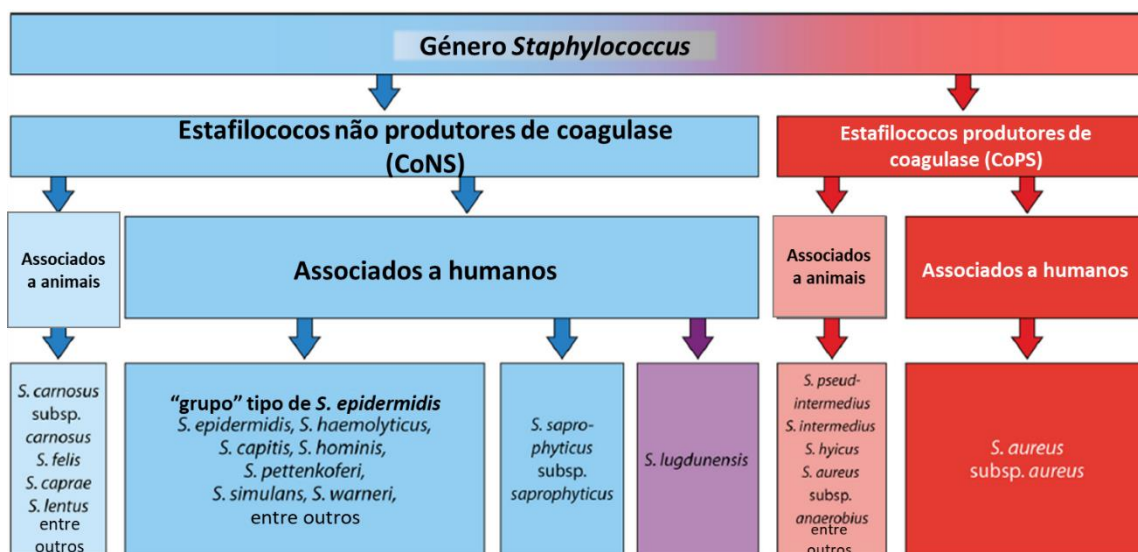 Género Staphylococcus
Estafilococos não produtores de coagulase
(CoNS)
Estafilococos produtores de
coagulase (CoPS)
Associados
a animais
Associados a humanos
Associados
a animais
Associados a humanos
S. carnosus
subsp.
carnosus
S. felis
S. caprae
S. lentus
entre
outros
“grupo” tipo de S. epidermidis
S. epidermidis, S. haemolyticus,
S. capitis, S. hominis,
S. pettenkoferi,
S. simulans, S. warneri,
entre outros
S. sapro-
phyticus
subsp.
saprophyticus
S. lugdunensis
S. pseud-
intermedius
S. intermedius
S. hyicus
S. aureus
subsp.
anaerobius
entre
outros
S. aureus
subsp. aureus